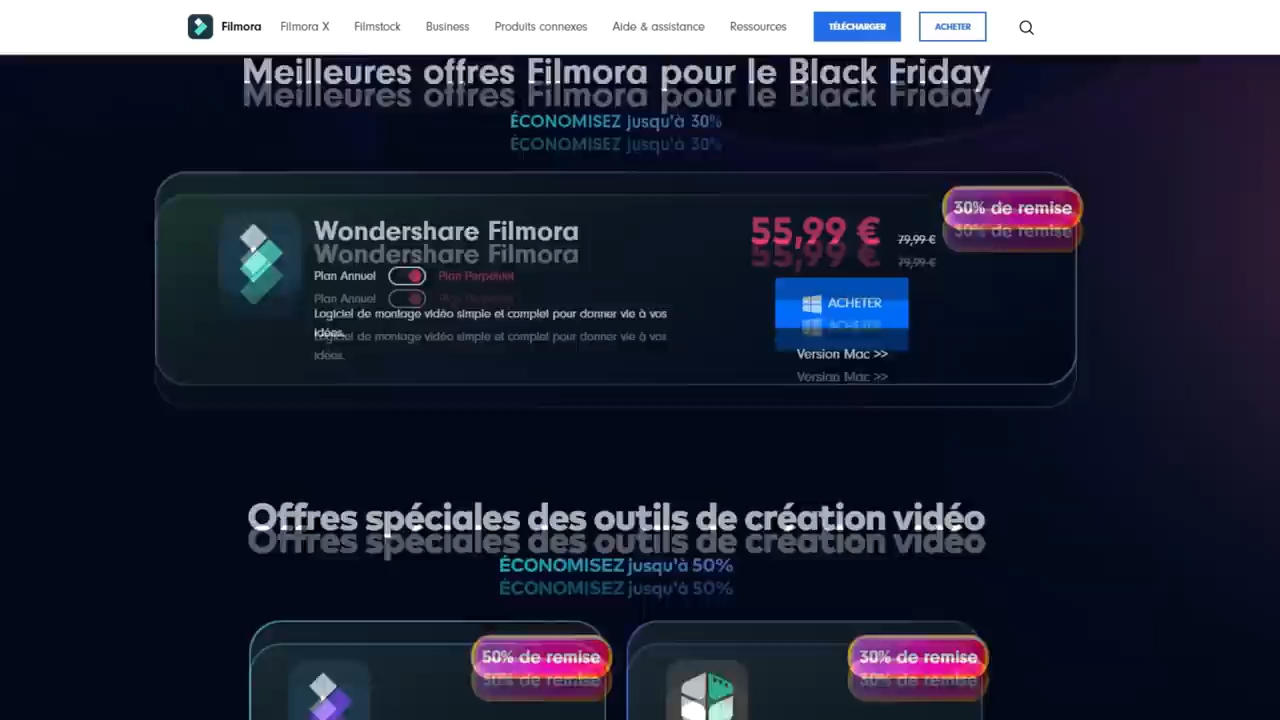 Filmora Filmora X Filmstock Business Produits connexes Aide & assistance Ressources TÉLÉCHARGER ACHETER
Meilleures offres Filmora pour le Black Friday
ÉCONOMISEZ jusqu'à 30%
30% de remise
Wondershare Filmora
55,99 € 79,99 €
Plan Annuel Plan Perpétuel
ACHETER
Logiciel de montage vidéo simple et complet pour donner vie à vos
idées.
Version Mac >>
Offres spéciales des outils de création vidéo
ÉCONOMISEZ jusqu'à 50%
50% de remise
30% de remise